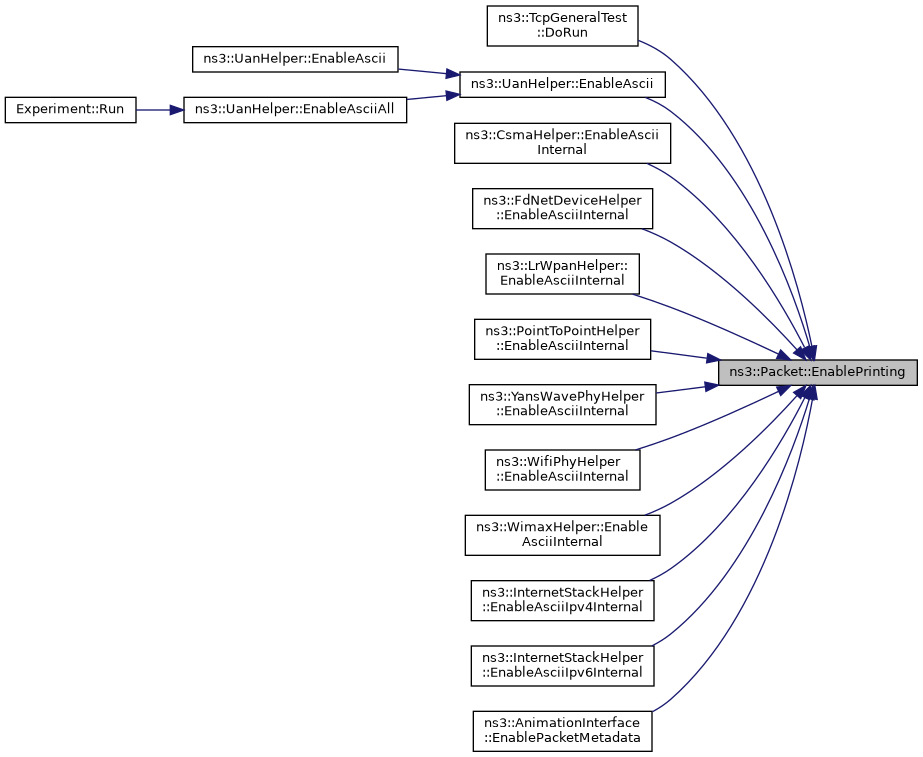 ns3::TcpGeneralTest
::DoRun
ns3::UanHelper::EnableAscii
ns3::UanHelper::EnableAscii
Experiment::Run
ns3::UanHelper::EnableAsciiAll
ns3::CsmaHelper::EnableAscii
Internal
ns3::FdNetDeviceHelper
::EnableAsciiInternal
ns3::LrWpanHelper::
EnableAsciiInternal
ns3::PointToPointHelper
::EnableAsciiInternal
ns3::Packet::EnablePrinting
ns3::YansWavePhyHelper
::EnableAsciiInternal
ns3::WifiPhyHelper
::EnableAsciiInternal
ns3::WimaxHelper::Enable
AsciiInternal
ns3::InternetStackHelper
::EnableAsciiIpv4Internal
ns3::InternetStackHelper
::EnableAsciiIpv6Internal
ns3::AnimationInterface
::EnablePacketMetadata